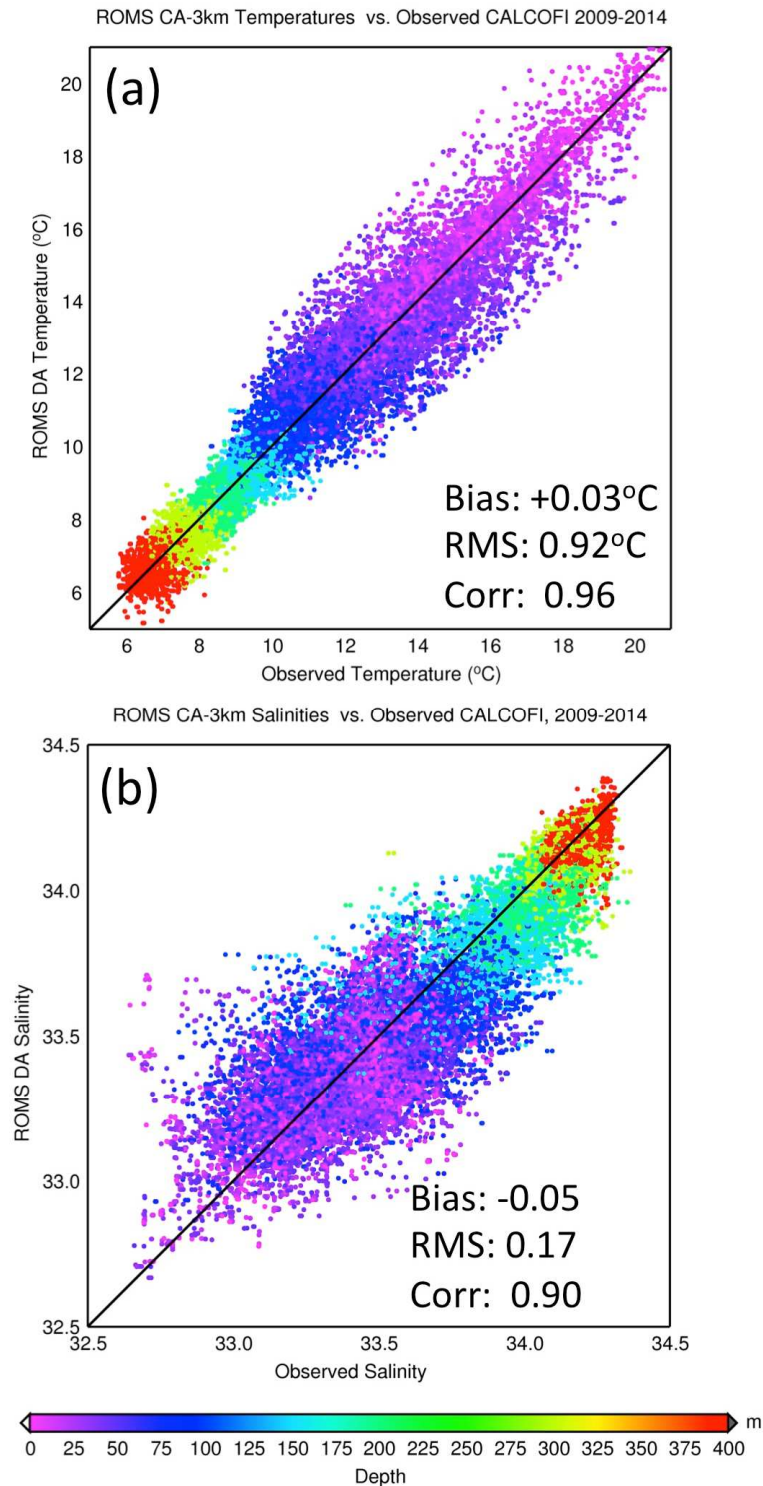 ROMS CA-3km Temperatures vs. Observed CALCOFI 2009-2014
(a)
20
18
16
14
12
10
8
6
ROMS DA Temperature (ºC)
Bias: +0.03ºC
RMS: 0.92ºC
Corr: 0.96
6 8 10 12 14 16 18 20
Observed Temperature (ºC)
ROMS CA-3km Salinities vs. Observed CALCOFI, 2009-2014
(b)
34.5
34.0
33.5
33.0
32.5
ROMS DA Salinity
Bias: -0.05
RMS: 0.17
Corr: 0.90
32.5 33.0 33.5 34.0 34.5
Observed Salinity
m
0 25 50 75 100 125 150 175 200 225 250 275 300 325 350 375 400
Depth